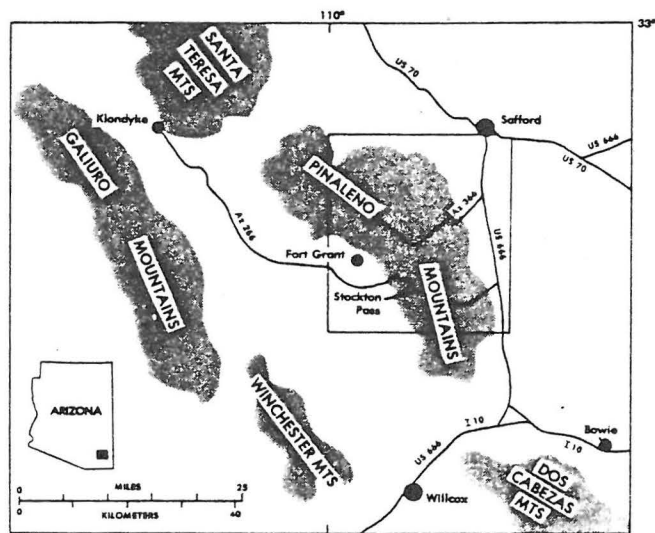 110°
33°
SANTA
TERESA
MTS
US 70
Klondyke
Safford
US 666
US 70
GALIURO
MOUNTAINS
PINALENO
MOUNTAINS
Az 366
Az 266
US 666
Fort Grant
Stockton
Pass
ARIZONA
WINCHESTER MTS
I 10
Bowie
I 10
US 666
Willcox
DOS
CABEZAS
MTS
MILES
0 25
0 40
KILOMETERS